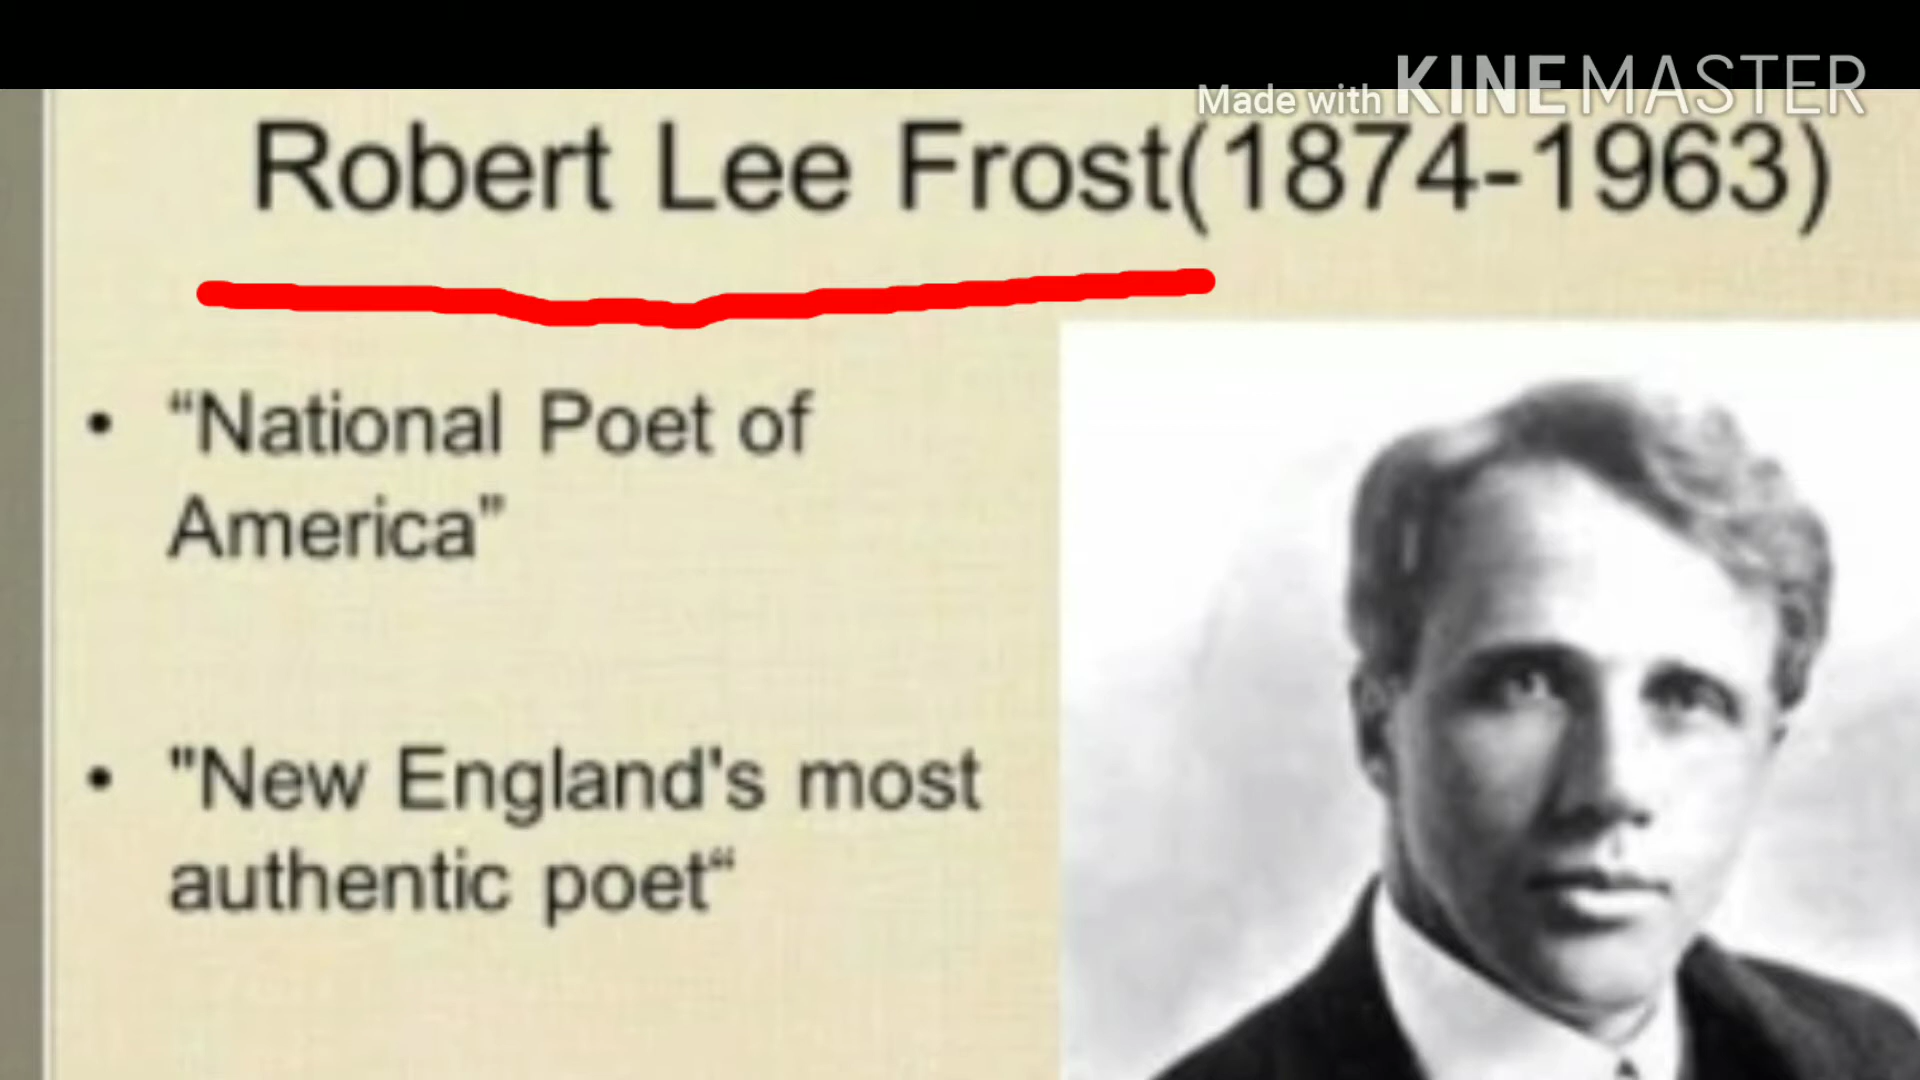 Made with KINEMASTER
Robert Lee Frost(1874-1963)
• “National Poet of
America”
• "New England's most
authentic poet“